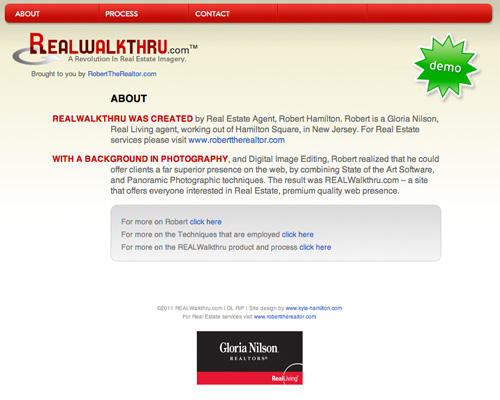 ABOUT PROCESS CONTACT
REALWALKTHRU.com™
A Revolution In Real Estate Imagery.
demo
Brought to you by RobertTheRealtor.com
ABOUT
REALWALKTHRU WAS CREATED by Real Estate Agent, Robert Hamilton. Robert is a Gloria Nilson,
Real Living agent, working out of Hamilton Square, in New Jersey. For Real Estate
services please visit www.roberttherealtor.com
WITH A BACKGROUND IN PHOTOGRAPHY, and Digital Image Editing, Robert realized that he could
offer clients a far superior presence on the web, by combining State of the Art Software,
and Panoramic Photographic techniques. The result was REALWalkthru.com – a site
that offers everyone interested in Real Estate, premium quality web presence.
For more on Robert click here
For more on the Techniques that are employed click here
For more on the REALWalkthru product and process click here
©2011 REALWalkthru.com I DL RIP I Site design by www.kyle-hamilton.com
For Real Estate services visit www.roberttherealtor.com
Gloria Nilson
REALTORS®
RealLiving